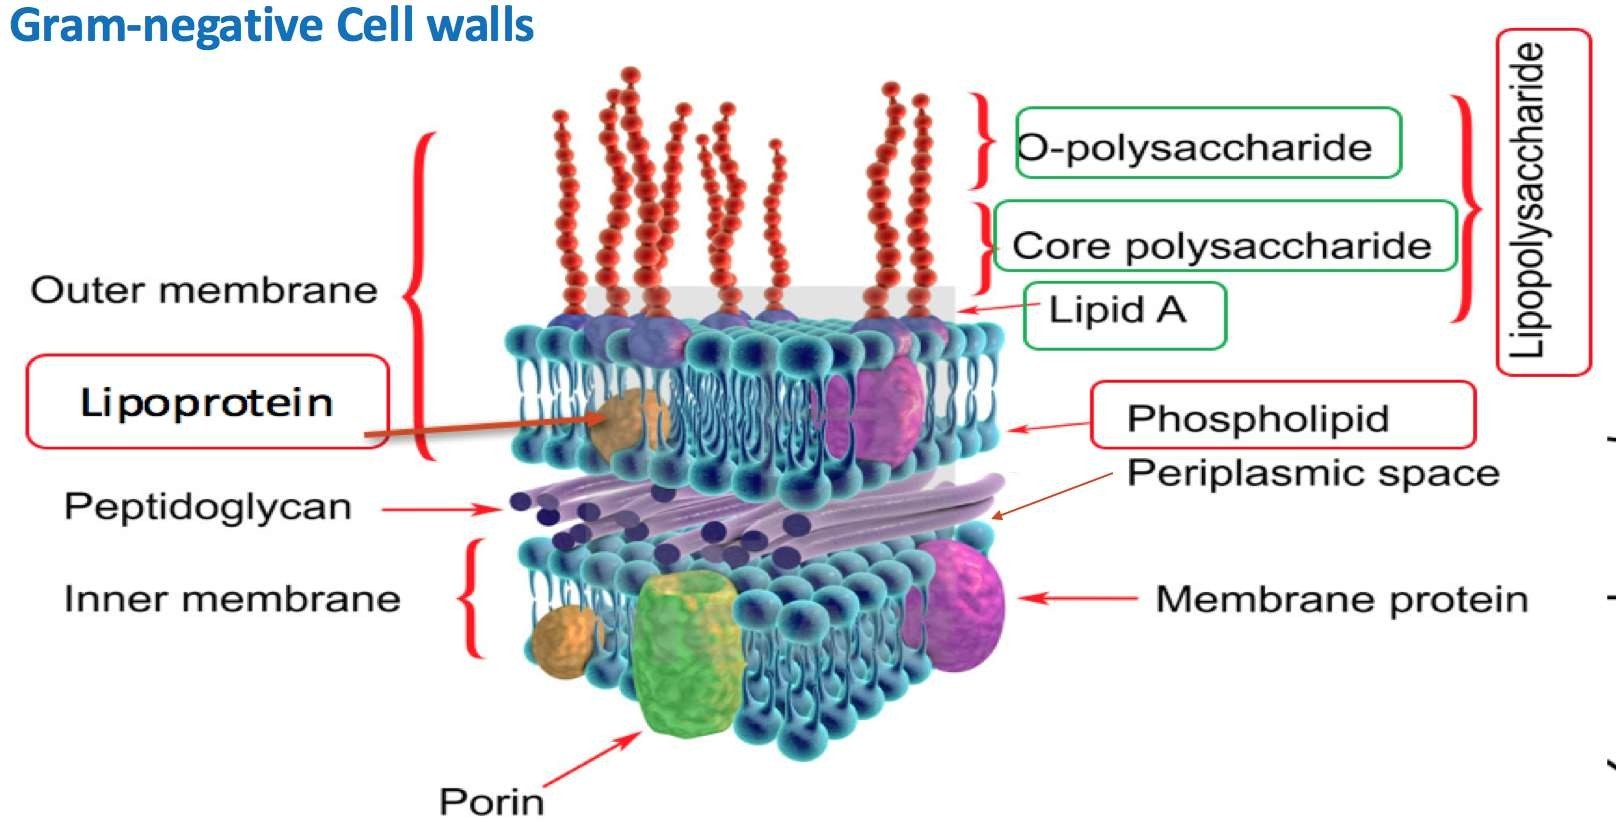 Gram-negative Cell walls
O-polysaccharide
Core polysaccharide
Lipid A
Lipopolysaccharide
Outer membrane
Lipoprotein
Phospholipid
Periplasmic space
Peptidoglycan
Inner membrane
Membrane protein
Porin